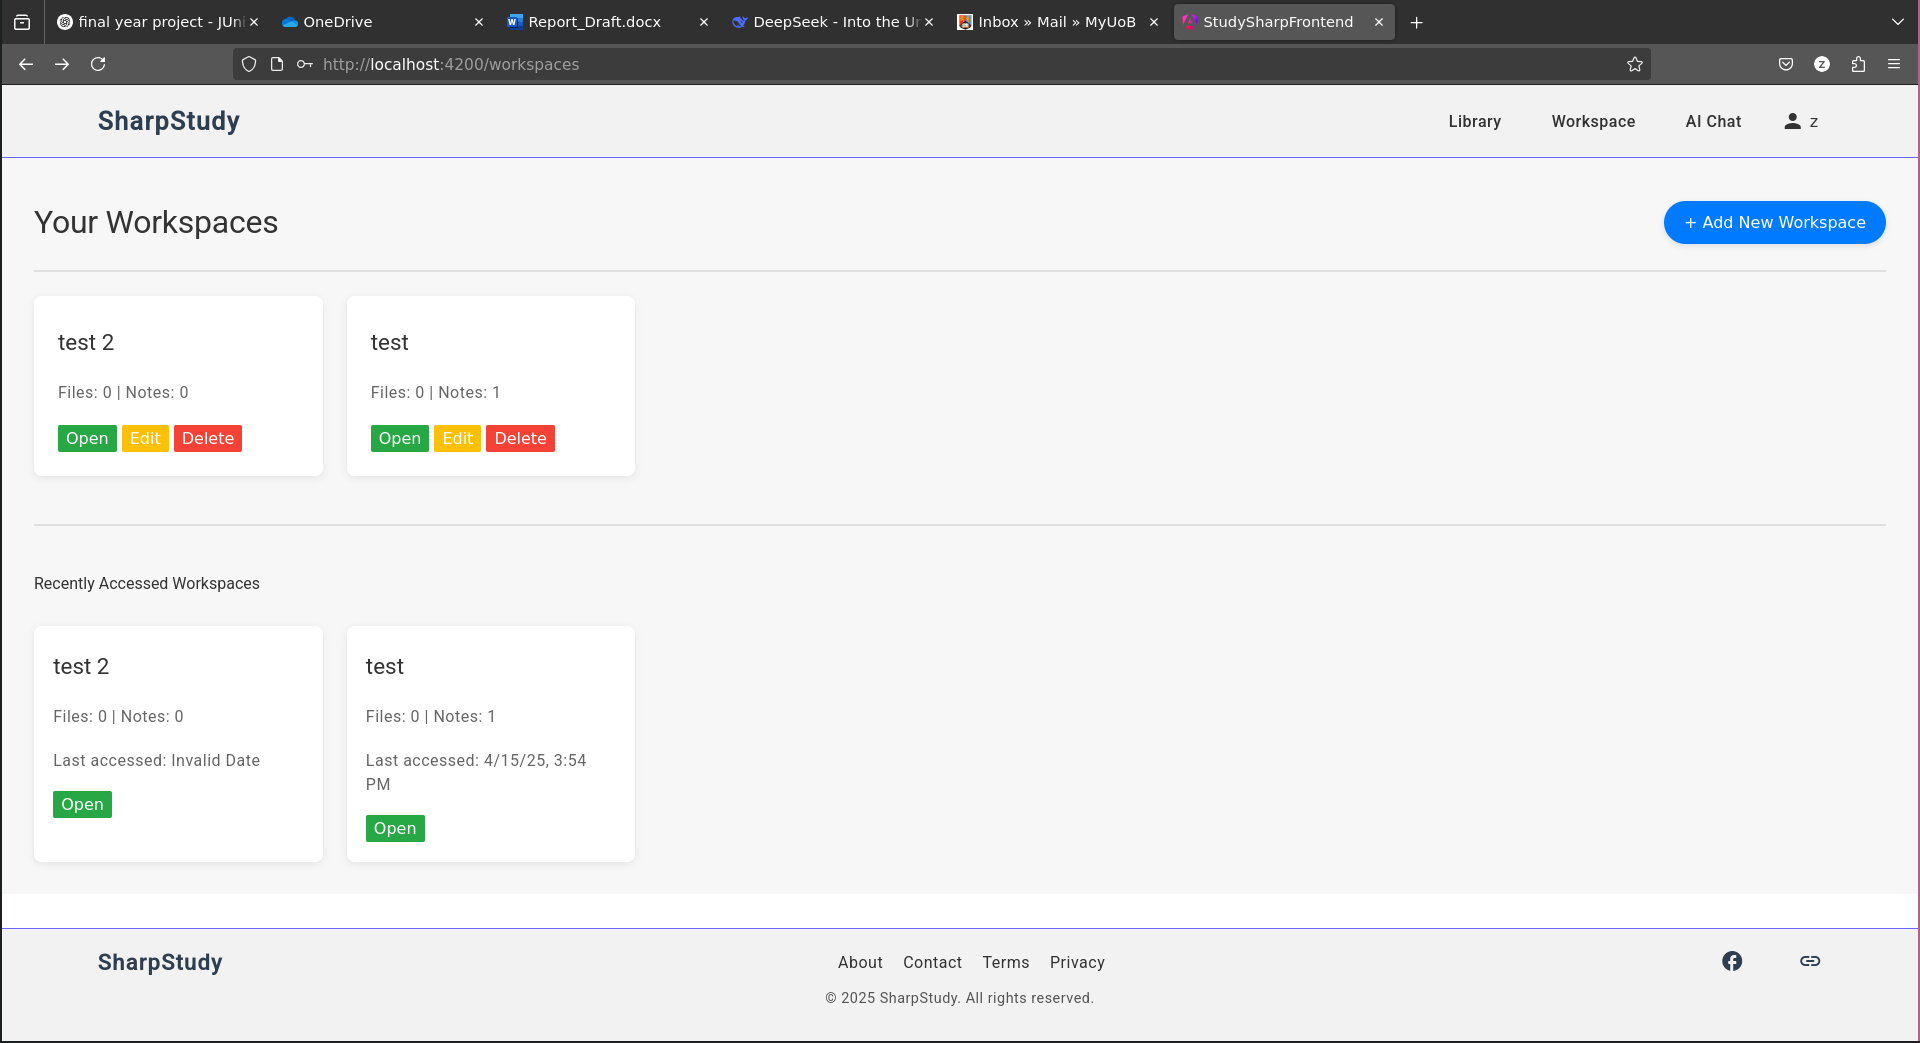 final year project - JUni
OneDrive
Report_Draft.docx
DeepSeek - Into the Un
Inbox » Mail » MyUoB
StudySharpFrontend
http://localhost:4200/workspaces
Z
SharpStudy
Library
Workspace
AI Chat
z
Your Workspaces
+ Add New Workspace
test 2
Files: 0 | Notes: 0
Open
Edit
Delete
test
Files: 0 | Notes: 1
Open
Edit
Delete
Recently Accessed Workspaces
test 2
Files: 0 | Notes: 0
Last accessed: Invalid Date
Open
test
Files: 0 | Notes: 1
Last accessed: 4/15/25, 3:54
PM
Open
SharpStudy
About
Contact
Terms
Privacy
© 2025 SharpStudy. All rights reserved.